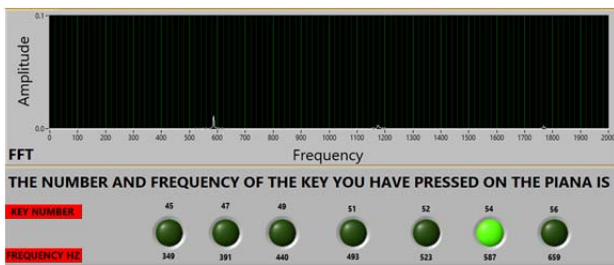 0.1
Amplitude
0.0
0 100 200 300 400 500 600 700 800 900 1000 1100 1200 1300 1400 1500 1600 1700 1800 1900 2000
FFT
Frequency
THE NUMBER AND FREQUENCY OF THE KEY YOU HAVE PRESSED ON THE PIANA IS
KEY NUMBER 45 47 49 51 52 54 56
FREQUENCY HZ 349 391 440 493 523 587 659